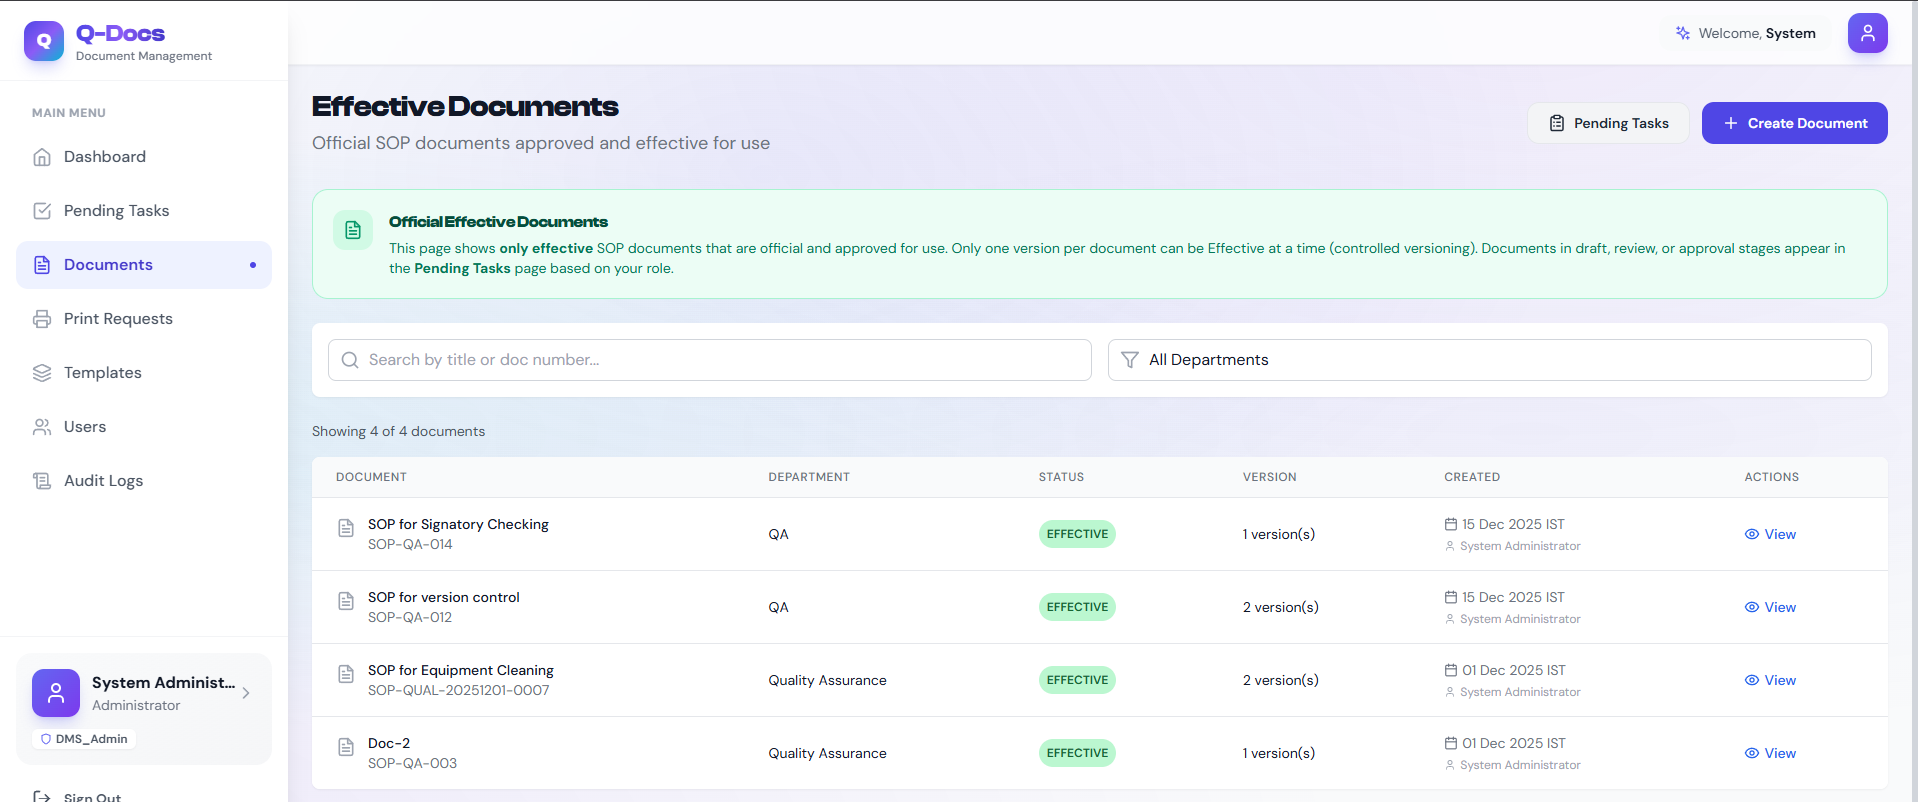 Q
Q-Docs
Document Management
Welcome, System
MAIN MENU
Dashboard
Pending Tasks
Documents
Print Requests
Templates
Users
Audit Logs
System Administ...
Administrator
DMS_Admin
Sign Out
Effective Documents
Official SOP documents approved and effective for use
Pending Tasks
Create Document
Official Effective Documents
This page shows only effective SOP documents that are official and approved for use. Only one version per document can be Effective at a time (controlled versioning). Documents in draft, review, or approval stages appear in
the Pending Tasks page based on your role.
Search by title or doc number...
All Departments
Showing 4 of 4 documents
DOCUMENT DEPARTMENT STATUS VERSION CREATED ACTIONS
SOP for Signatory Checking
SOP-QA-014
QA
EFFECTIVE
1 version(s)
15 Dec 2025 IST
System Administrator
View
SOP for version control
SOP-QA-012
QA
EFFECTIVE
2 version(s)
15 Dec 2025 IST
System Administrator
View
SOP for Equipment Cleaning
SOP-QUAL-20251201-0007
Quality Assurance
EFFECTIVE
2 version(s)
01 Dec 2025 IST
System Administrator
View
Doc-2
SOP-QA-003
Quality Assurance
EFFECTIVE
1 version(s)
01 Dec 2025 IST
System Administrator
View